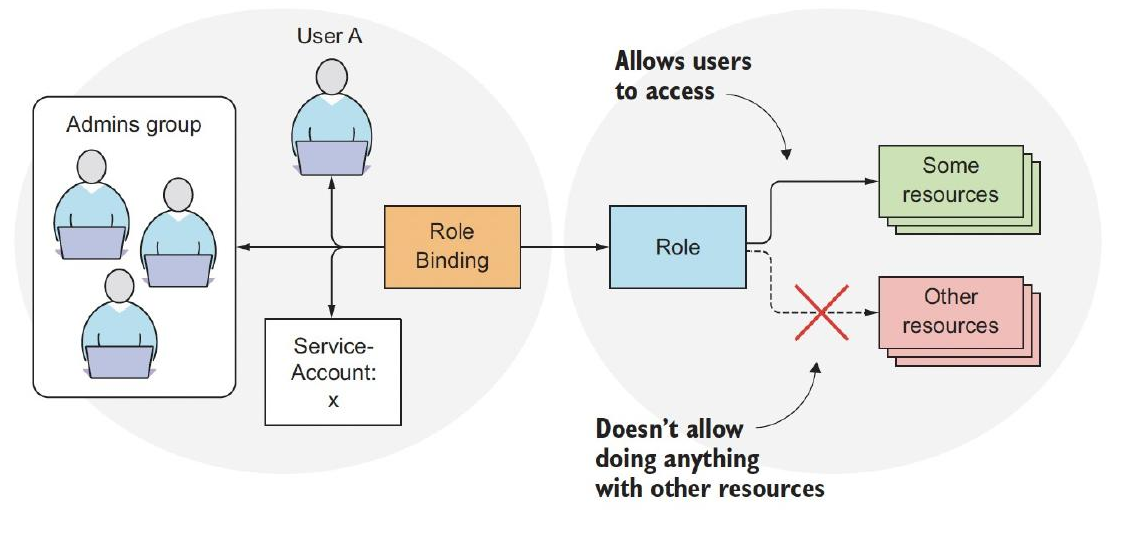 User A
Admins group
Role
Binding
Service-
Account:
x
Allows users
to access
Role
Some
resources
Other
resources
Doesn't allow
doing anything
with other resources